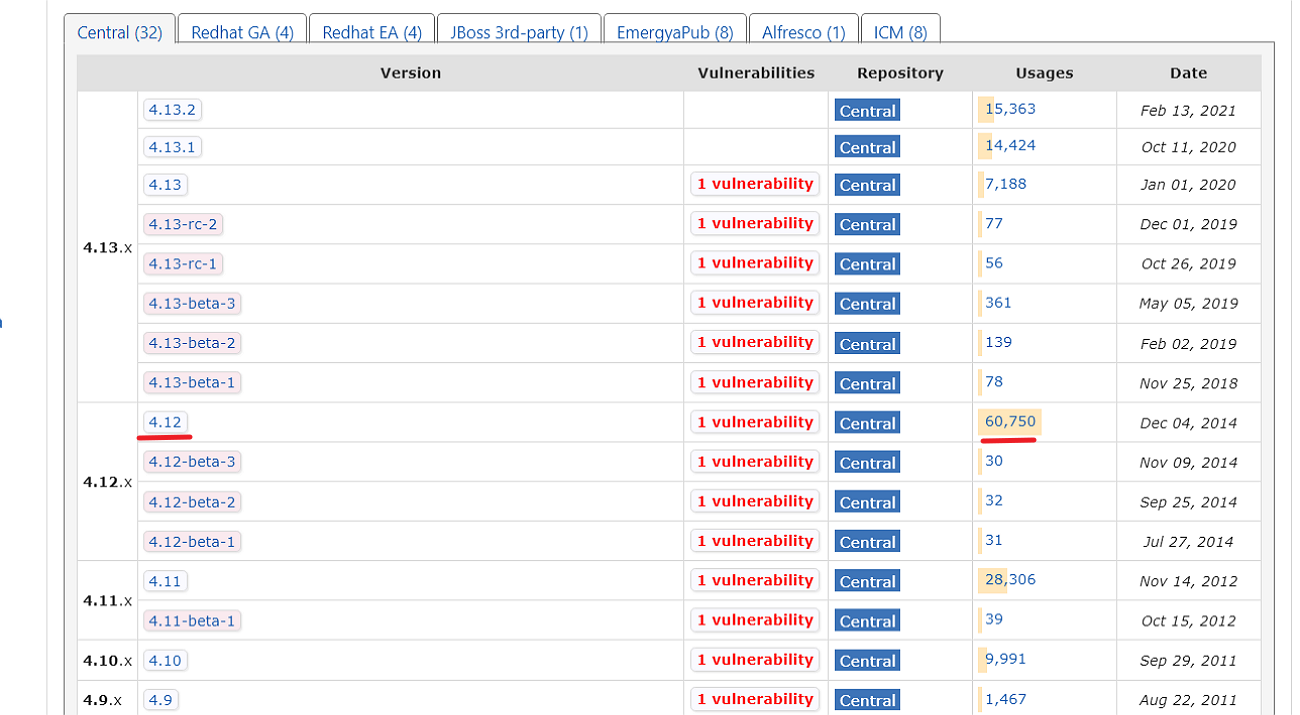 Central (32) Redhat GA (4) Redhat EA (4) JBoss 3rd-party (1) EmergyaPub (8) Alfresco (1) ICM (8)
Version Vulnerabilities Repository Usages Date
4.13.2 Central 15,363 Feb 13, 2021
4.13.1 Central 14,424 Oct 11, 2020
4.13 1 vulnerability Central 7,188 Jan 01, 2020
4.13-rc-2 1 vulnerability Central 77 Dec 01, 2019
4.13.x
4.13-rc-1 1 vulnerability Central 56 Oct 26, 2019
4.13-beta-3 1 vulnerability Central 361 May 05, 2019
4.13-beta-2 1 vulnerability Central 139 Feb 02, 2019
4.13-beta-1 1 vulnerability Central 78 Nov 25, 2018
4.12 1 vulnerability Central 60,750 Dec 04, 2014
4.12-beta-3 1 vulnerability Central 30 Nov 09, 2014
4.12.x
4.12-beta-2 1 vulnerability Central 32 Sep 25, 2014
4.12-beta-1 1 vulnerability Central 31 Jul 27, 2014
4.11 1 vulnerability Central 28,306 Nov 14, 2012
4.11.x
4.11-beta-1 1 vulnerability Central 39 Oct 15, 2012
4.10.x 4.10 1 vulnerability Central 9,991 Sep 29, 2011
4.9.x 4.9 1 vulnerability Central 1,467 Aug 22, 2011